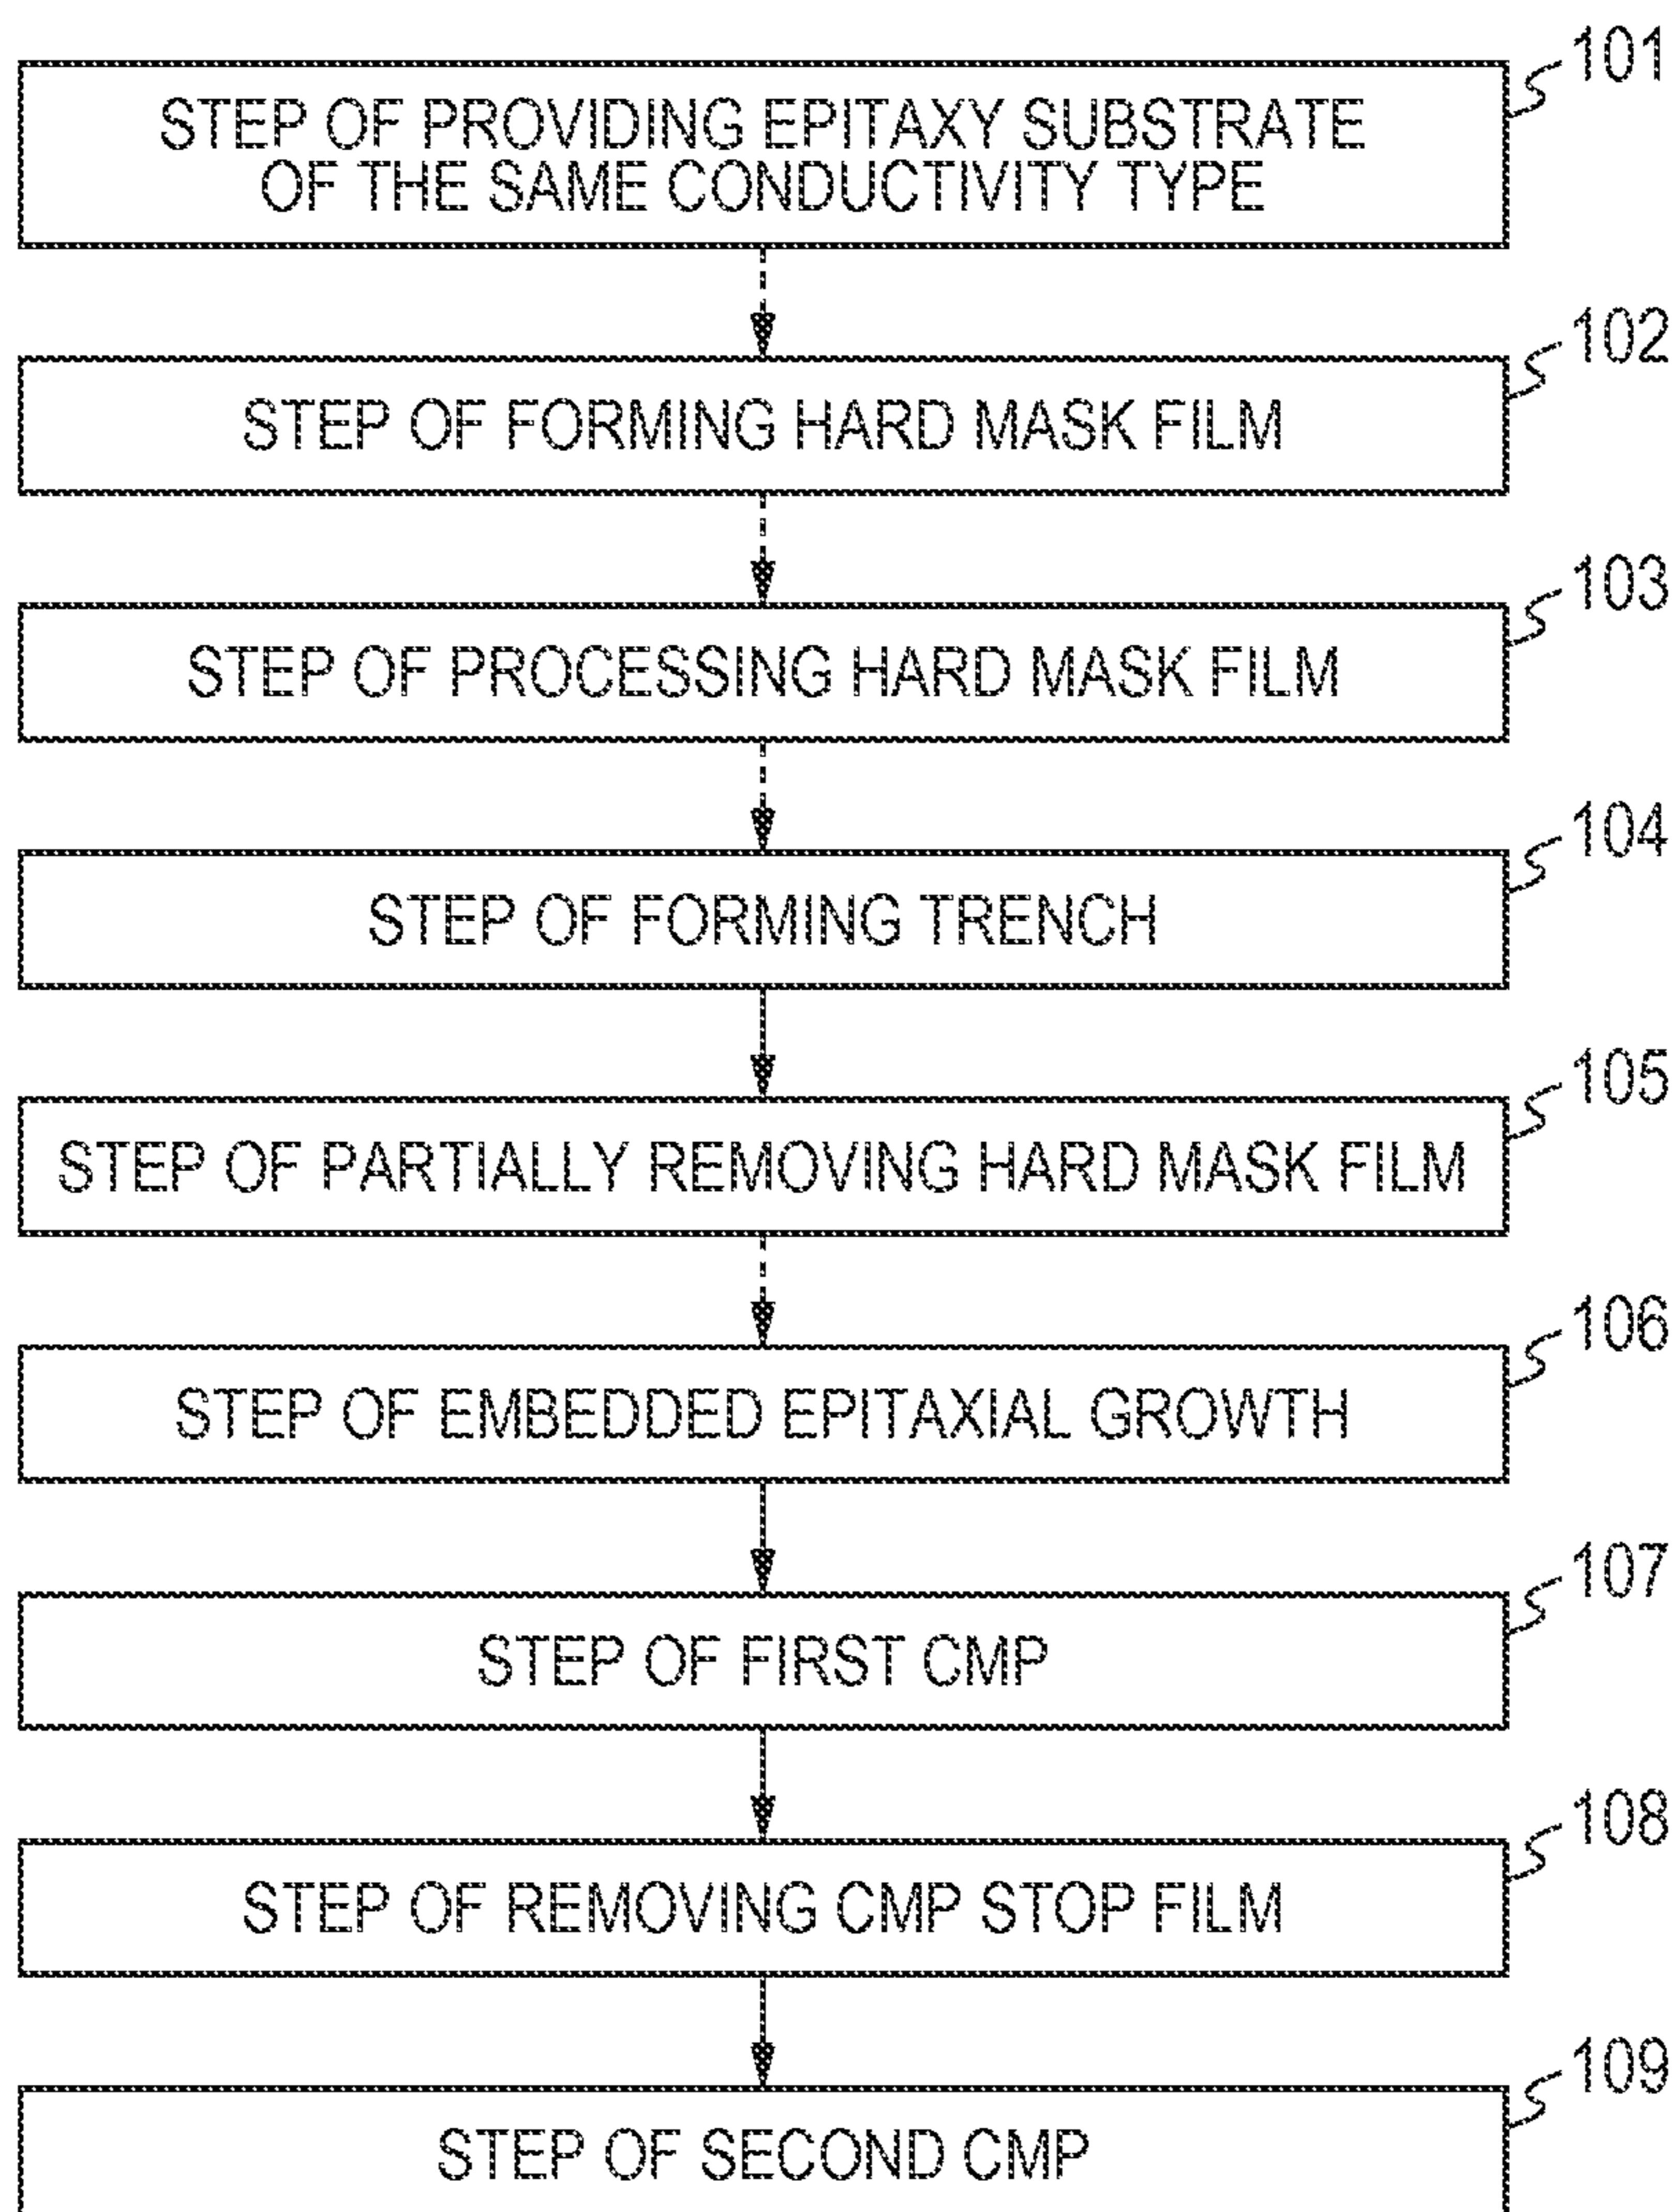 101
STEP OF PROVIDING EPITAXY SUBSTRATE
OF THE SAME CONDUCTIVITY TYPE
102
STEP OF FORMING HARD MASK FILM
103
STEP OF PROCESSING HARD MASK FILM
104
STEP OF FORMING TRENCH
105
STEP OF PARTIALLY REMOVING HARD MASK FILM
106
STEP OF EMBEDDED EPITAXIAL GROWTH
107
STEP OF FIRST CMP
108
STEP OF REMOVING CMP STOP FILM
109
STEP OF SECOND CMP